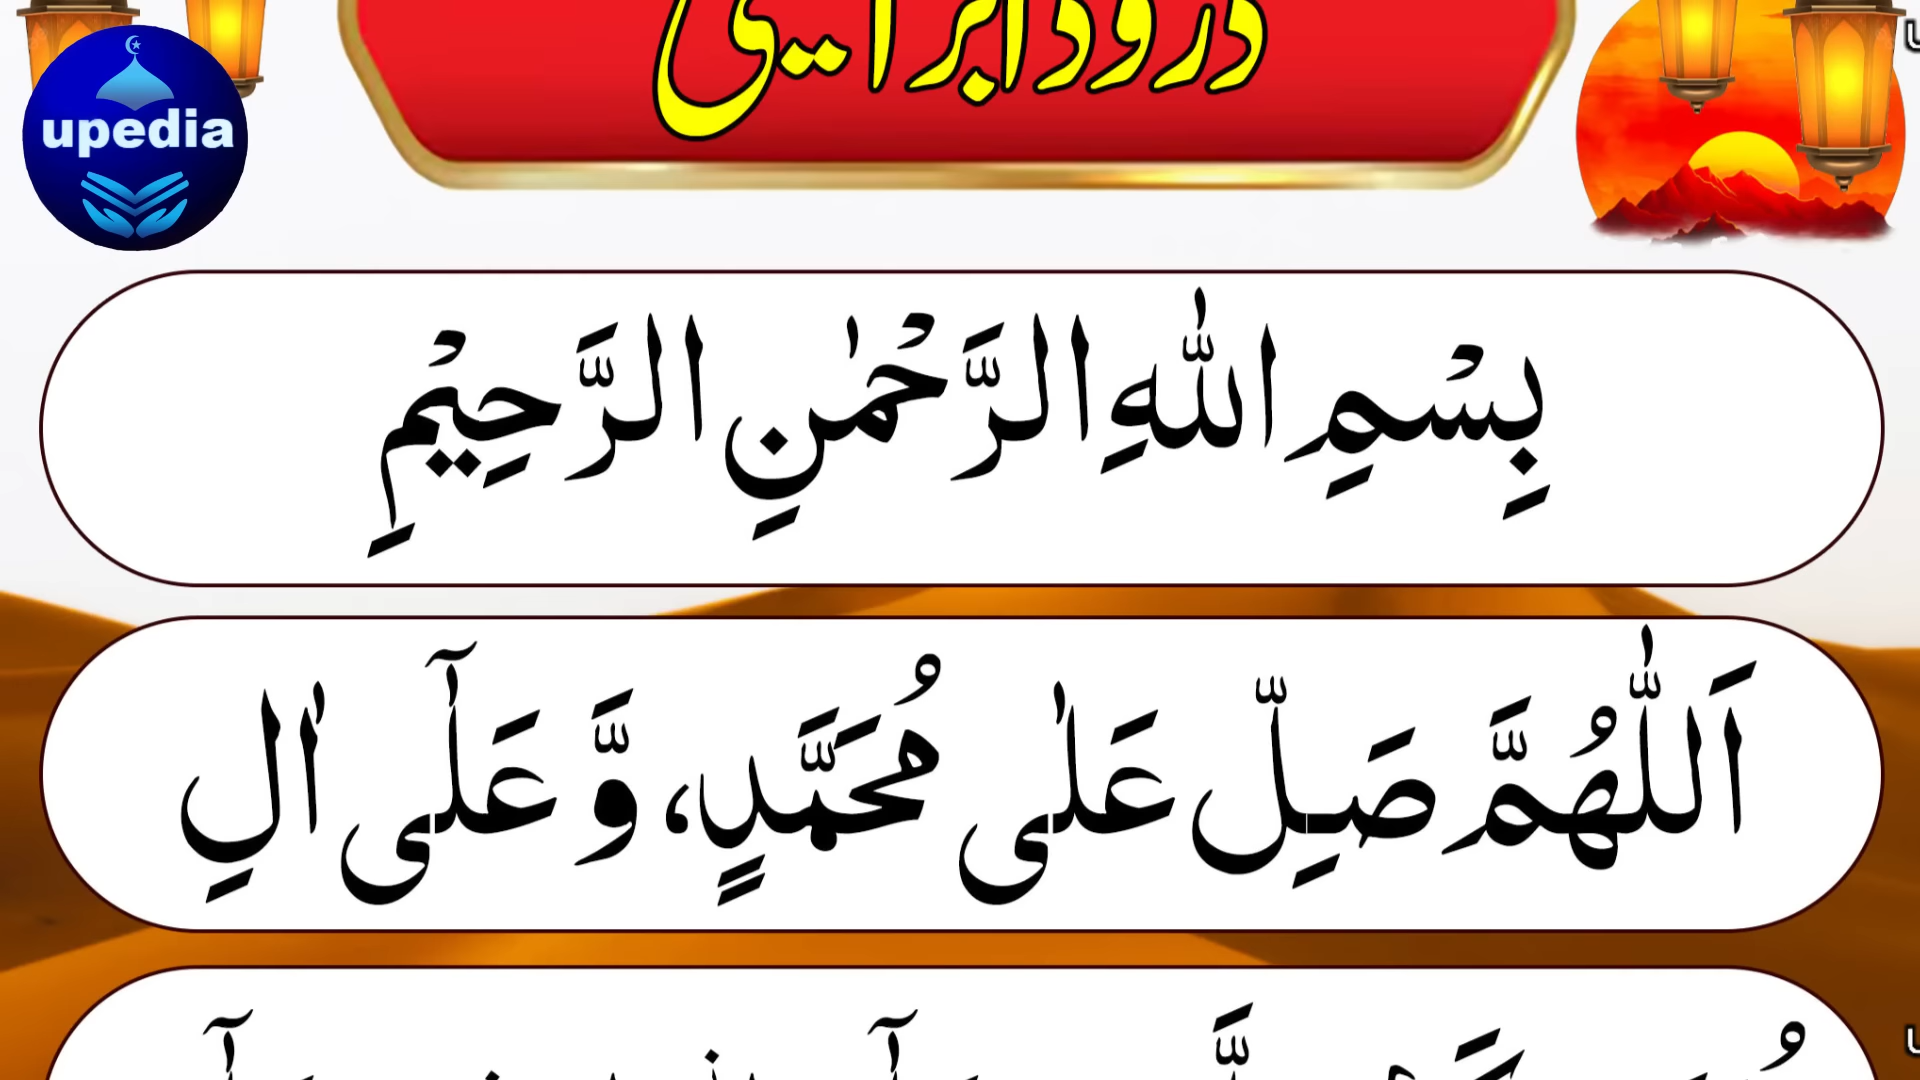 درود ابراہیمی
upedia
بِسْمِ اللّٰهِ الرَّحْمٰنِ الرَّحِيْمِ
اَللّٰهُمَّ صَلِّ عَلٰى مُحَمَّدٍ، وَّعَلٰٓى اٰلِ